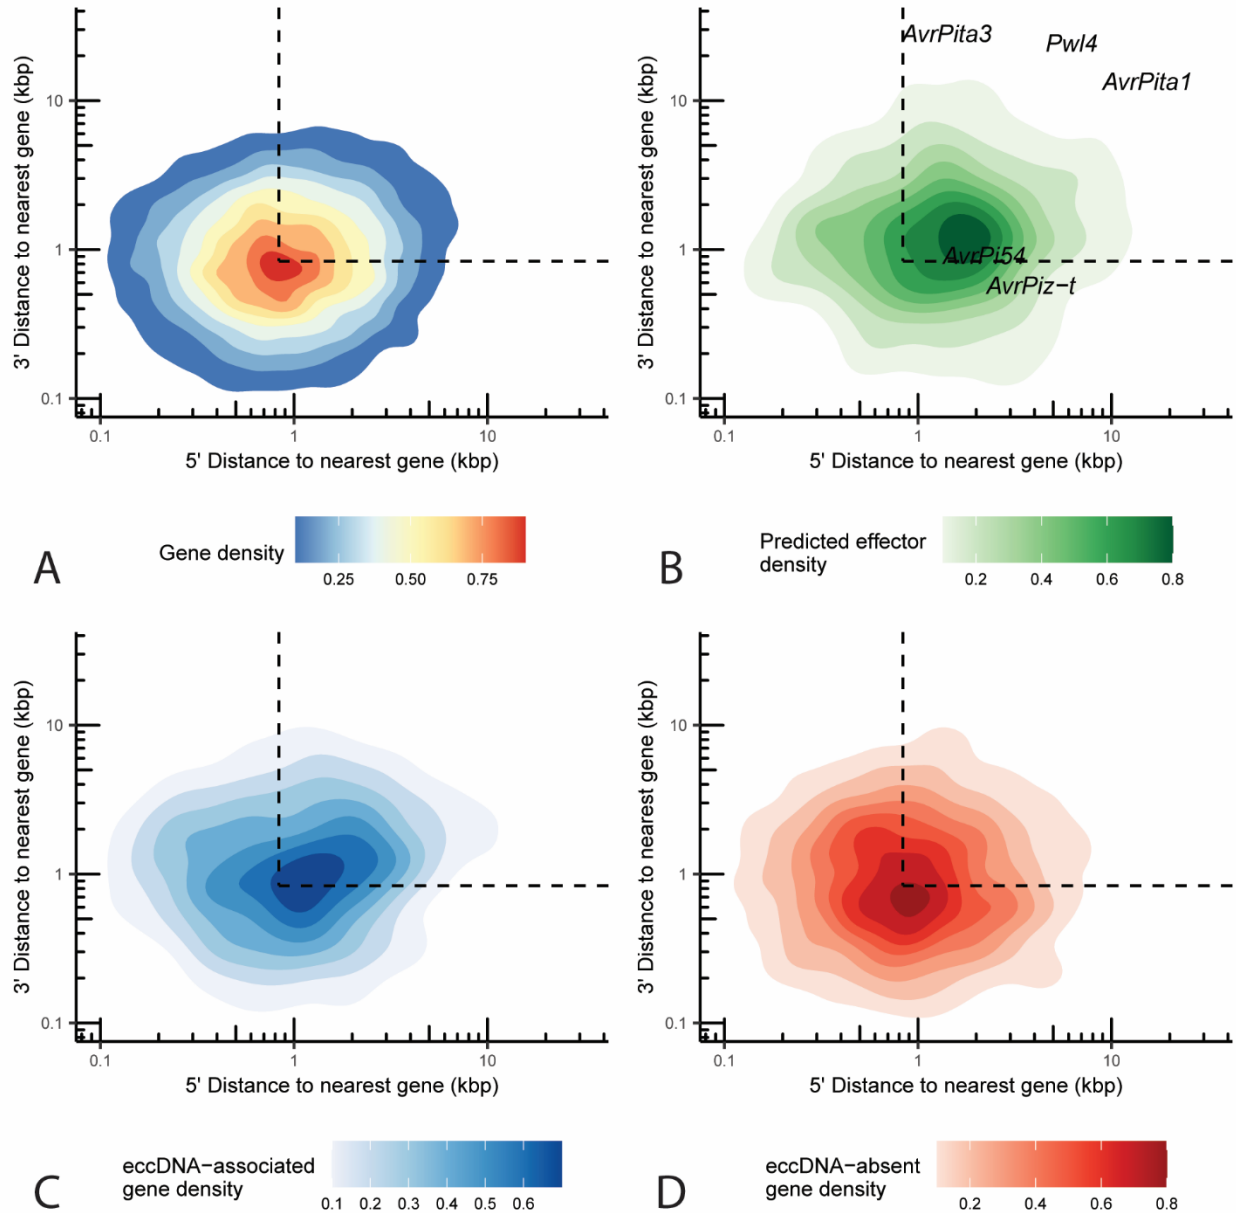 3' Distance to nearest gene (kbp)
10
1
0.1
0.1
1
10
5' Distance to nearest gene (kbp)
A
Gene density
0.25
0.50
0.75
3' Distance to nearest gene (kbp)
10
1
0.1
AvrPita3
Pwl4
AvrPita1
AvrPi54
AvrPiz−t
0.1
1
10
5' Distance to nearest gene (kbp)
B
Predicted effector
density
0.2
0.4
0.6
0.8
3' Distance to nearest gene (kbp)
10
1
0.1
0.1
1
10
5' Distance to nearest gene (kbp)
C
eccDNA−associated
gene density
0.1
0.2
0.3
0.4
0.5
0.6
3' Distance to nearest gene (kbp)
10
1
0.1
0.1
1
10
5' Distance to nearest gene (kbp)
D
eccDNA−absent
gene density
0.2
0.4
0.6
0.8